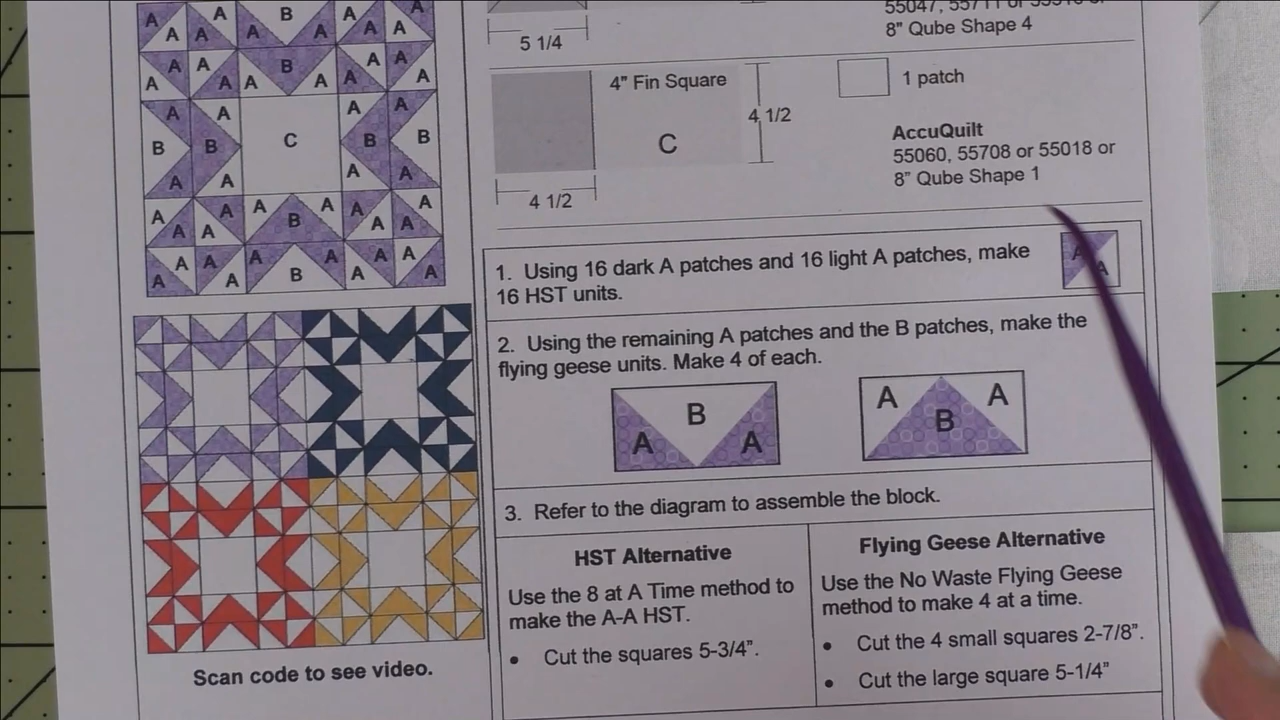 A A B A A
A A A A A A
A A B A A
A A A A A A
A A A A
B B C B B
A A A A
A A A A A A
A A B A A
A A A A A A
A A B A A
5 1/4
8" Qube Shape 4
4" Fin Square
C
4 1/2
4 1/2
1 patch
AccuQuilt
55060, 55708 or 55018 or
8" Qube Shape 1
1. Using 16 dark A patches and 16 light A patches, make
16 HST units.
A
A
2. Using the remaining A patches and the B patches, make the
flying geese units. Make 4 of each.
B
A A
A A
B
3. Refer to the diagram to assemble the block.
HST Alternative
Use the 8 at A Time method to
make the A-A HST.
• Cut the squares 5-3/4".
Flying Geese Alternative
Use the No Waste Flying Geese
method to make 4 at a time.
• Cut the 4 small squares 2-7/8".
• Cut the large square 5-1/4"
Scan code to see video.